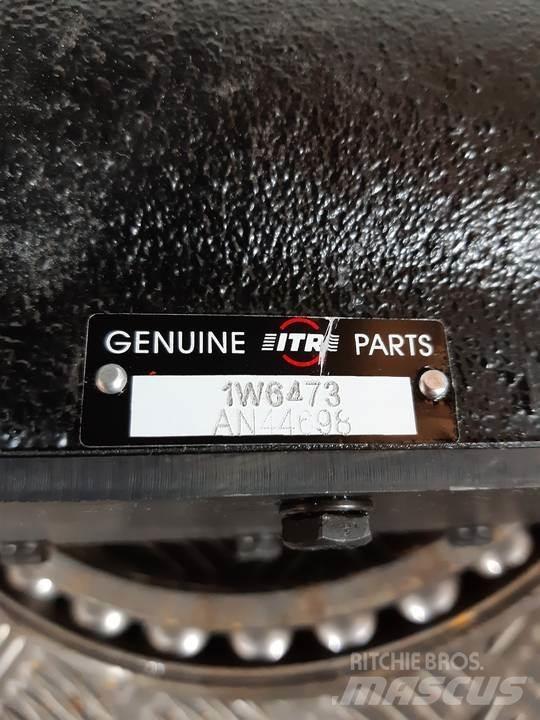 GENUINE ITR PARTS
1W6473
AN44698
RITCHIE BROS.
MASCUS